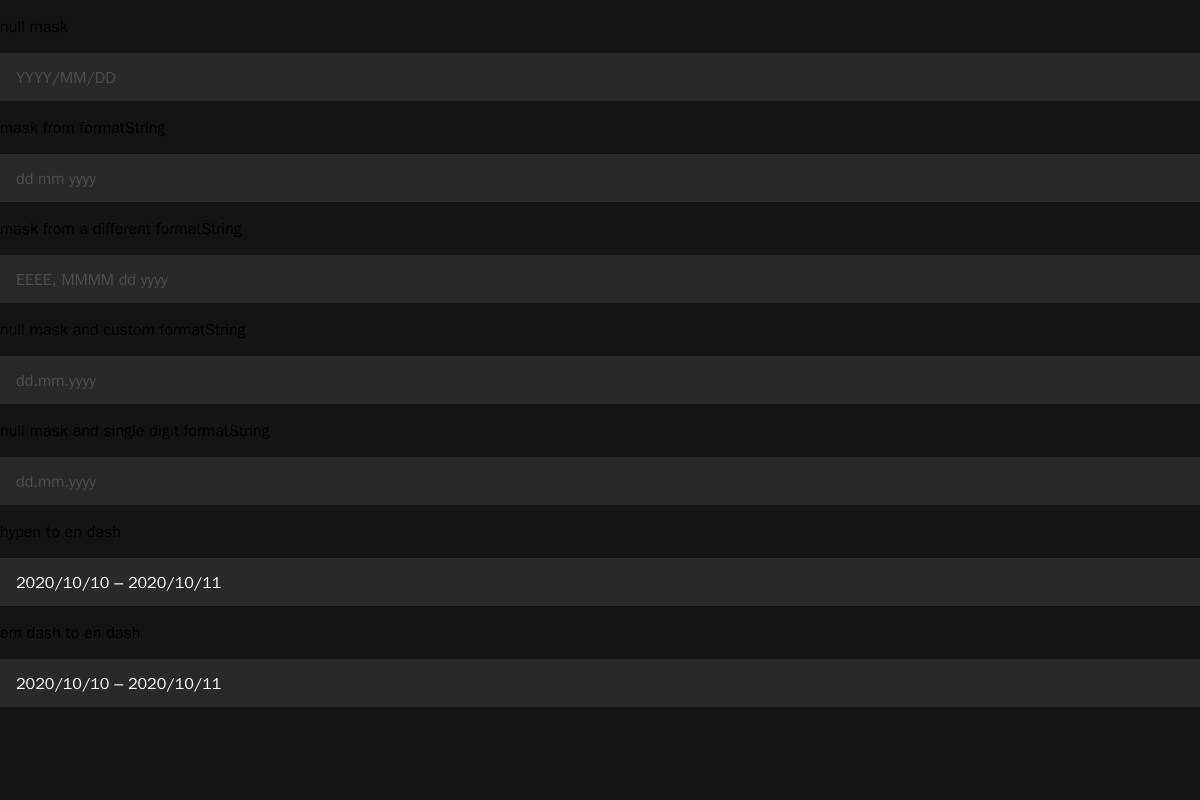 null mask
YYYY/MM/DD
mask from formatString
dd mm yyyy
mask from a different formatString
EEEE, MMMM dd yyyy
null mask and custom formatString
dd.mm.yyyy
null mask and single digit formatString
dd.mm.yyyy
hypen to en dash
2020/10/10 – 2020/10/11
em dash to en dash
2020/10/10 – 2020/10/11